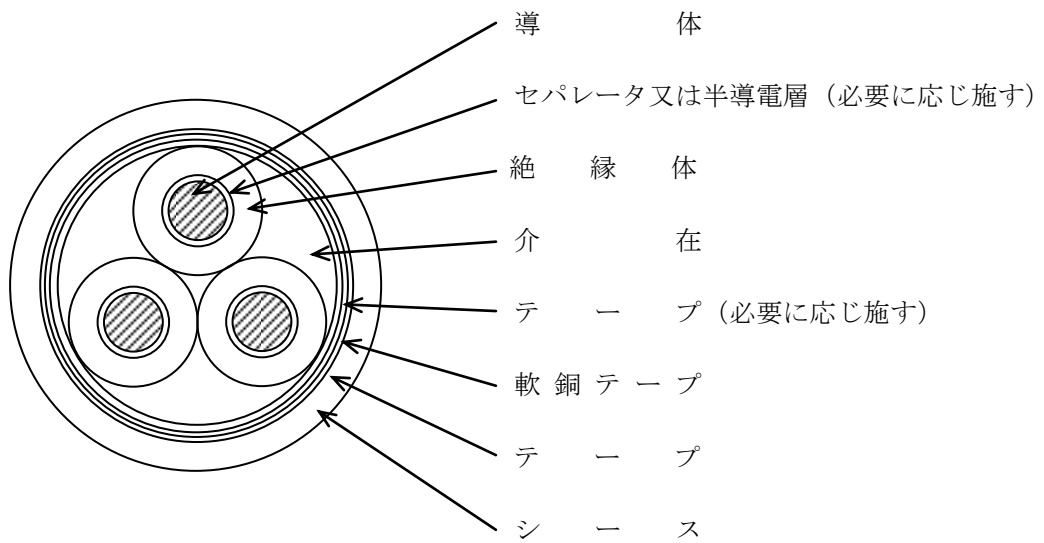 導体
セパレータ又は半導電層（必要に応じ施す）
絶縁体
介在
テープ（必要に応じ施す）
軟銅テープ
テープ
シース